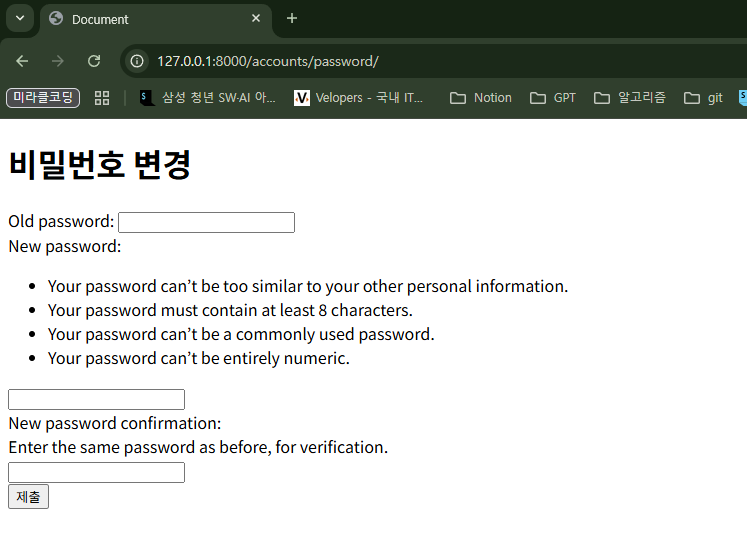 Document
127.0.0.1:8000/accounts/password/
미라클코딩
삼성 청년 SW·AI 아...
Velopers - 국내 IT...
Notion
GPT
알고리즘
git
비밀번호 변경
Old password:
New password:
Your password can’t be too similar to your other personal information.
Your password must contain at least 8 characters.
Your password can’t be a commonly used password.
Your password can’t be entirely numeric.
New password confirmation:
Enter the same password as before, for verification.
제출